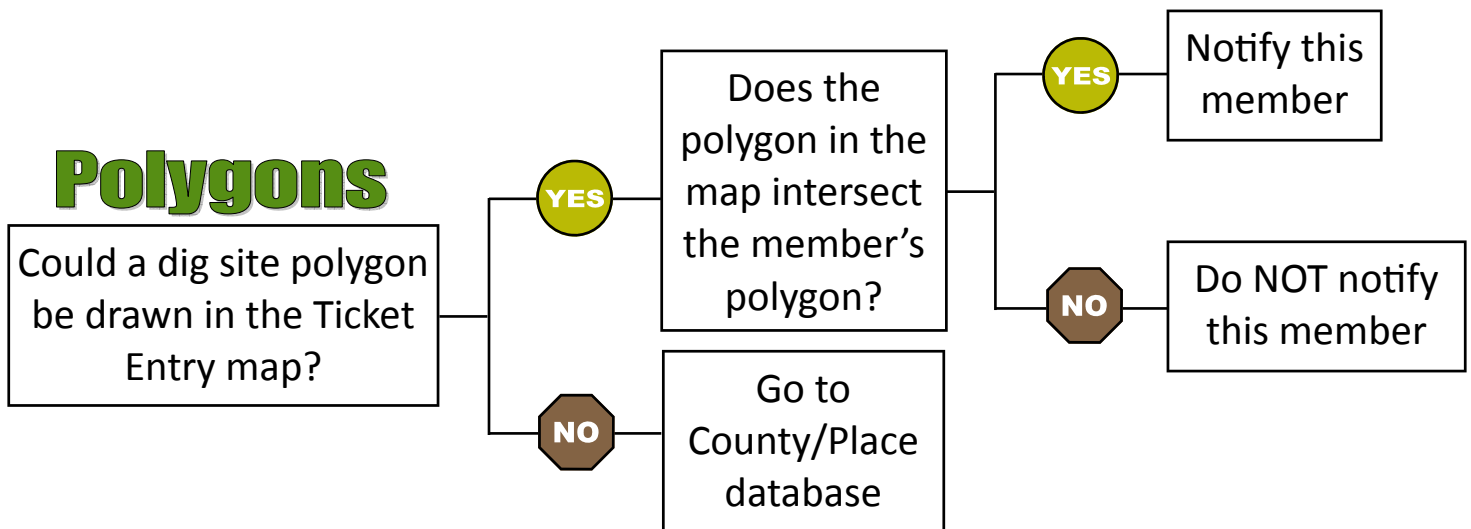 Polygons
Could a dig site polygon
be drawn in the Ticket
Entry map?
YES
Does the
polygon in the
map intersect
the member's
polygon?
YES
Notify this
member
NO
Do NOT notify
this member
NO
Go to
County/Place
database